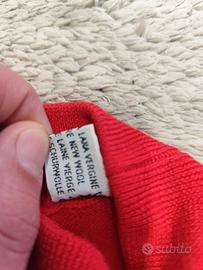 LANA VERGINE
E NEW WOOL
E LAINE VIERGE
SCHURWOLLE
subito